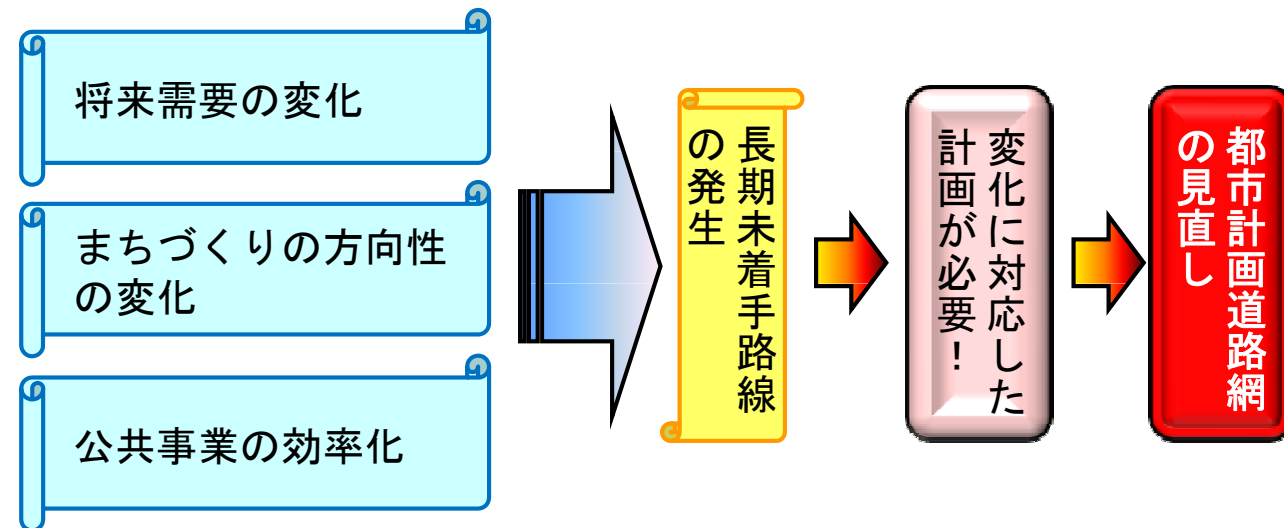 将来需要の変化
まちづくりの方向性
の変化
公共事業の効率化
長期未着手路線
の発生
変化に対応した
計画が必要！
都市計画道路網
の見直し